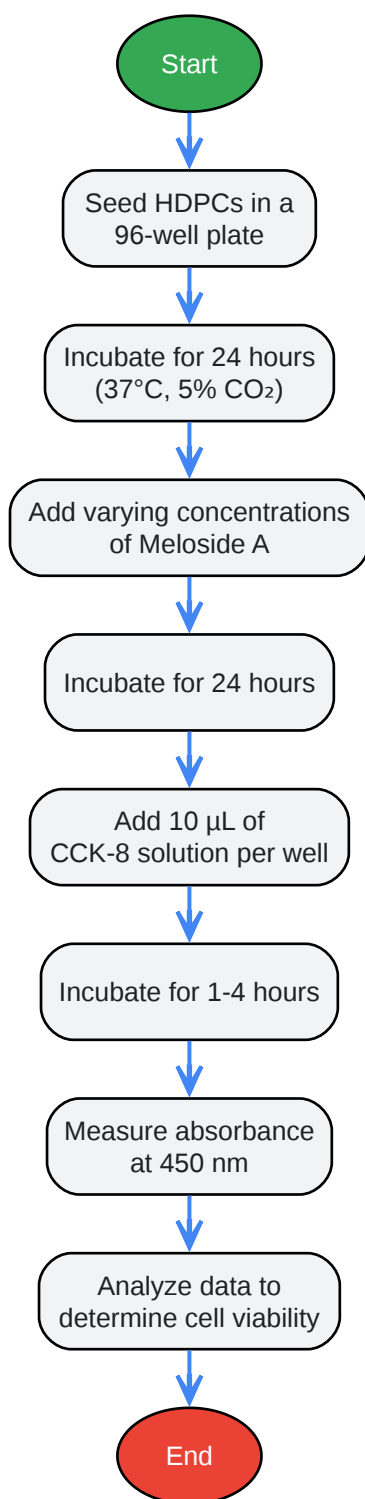 Start
Seed HDPCs in a
96-well plate
Incubate for 24 hours
(37°C, 5% CO₂)
Add varying concentrations
of Meloside A
Incubate for 24 hours
Add 10 µL of
CCK-8 solution per well
Incubate for 1-4 hours
Measure absorbance
at 450 nm
Analyze data to
determine cell viability
End